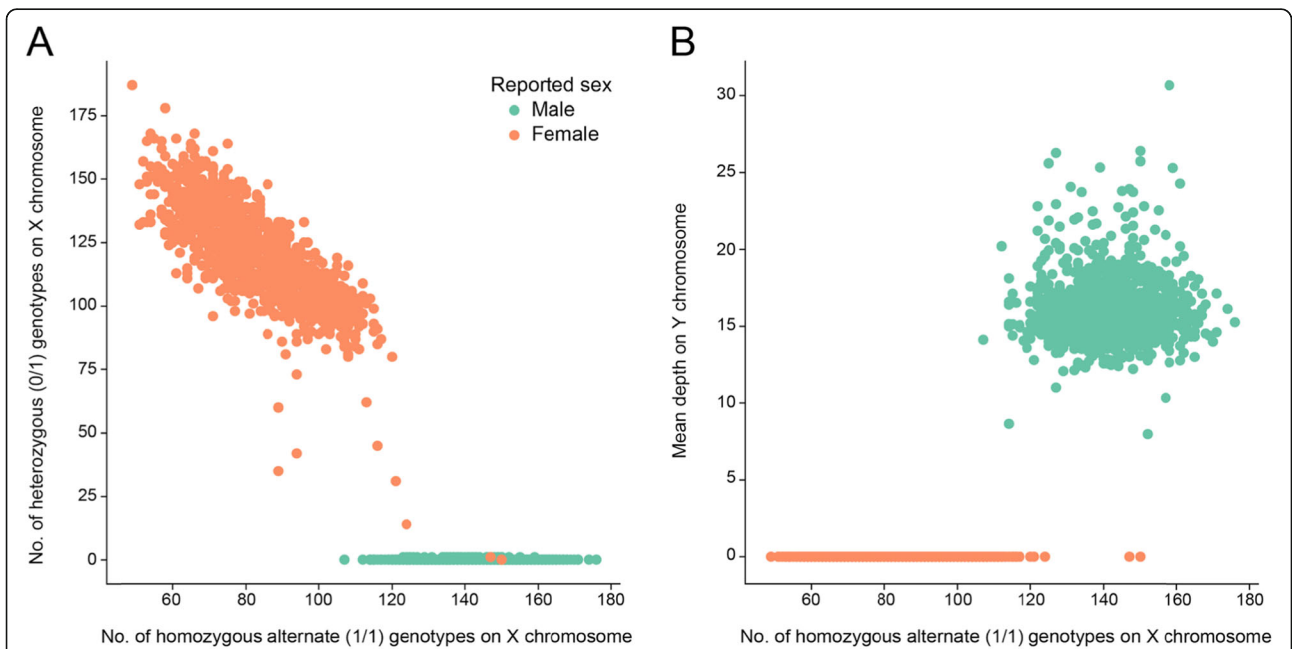 A
No. of heterozygous (0/1) genotypes on X chromosome
175
150
125
100
75
50
25
0
Reported sex
Male
Female
60 80 100 120 140 160 180
No. of homozygous alternate (1/1) genotypes on X chromosome
B
Mean depth on Y chromosome
30
25
20
15
10
5
0
60 80 100 120 140 160 180
No. of homozygous alternate (1/1) genotypes on X chromosome